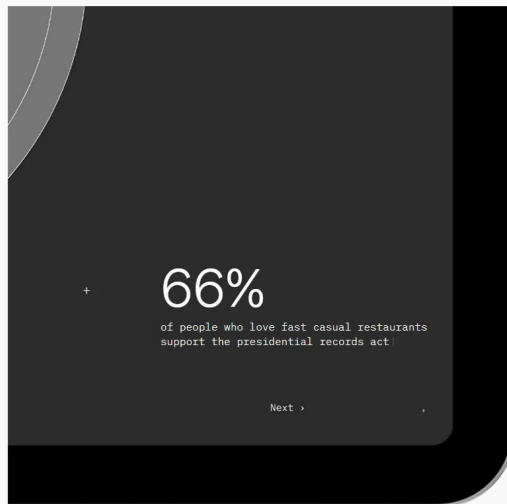 66%
of people who love fast casual restaurants
support the presidential records act
Next ›